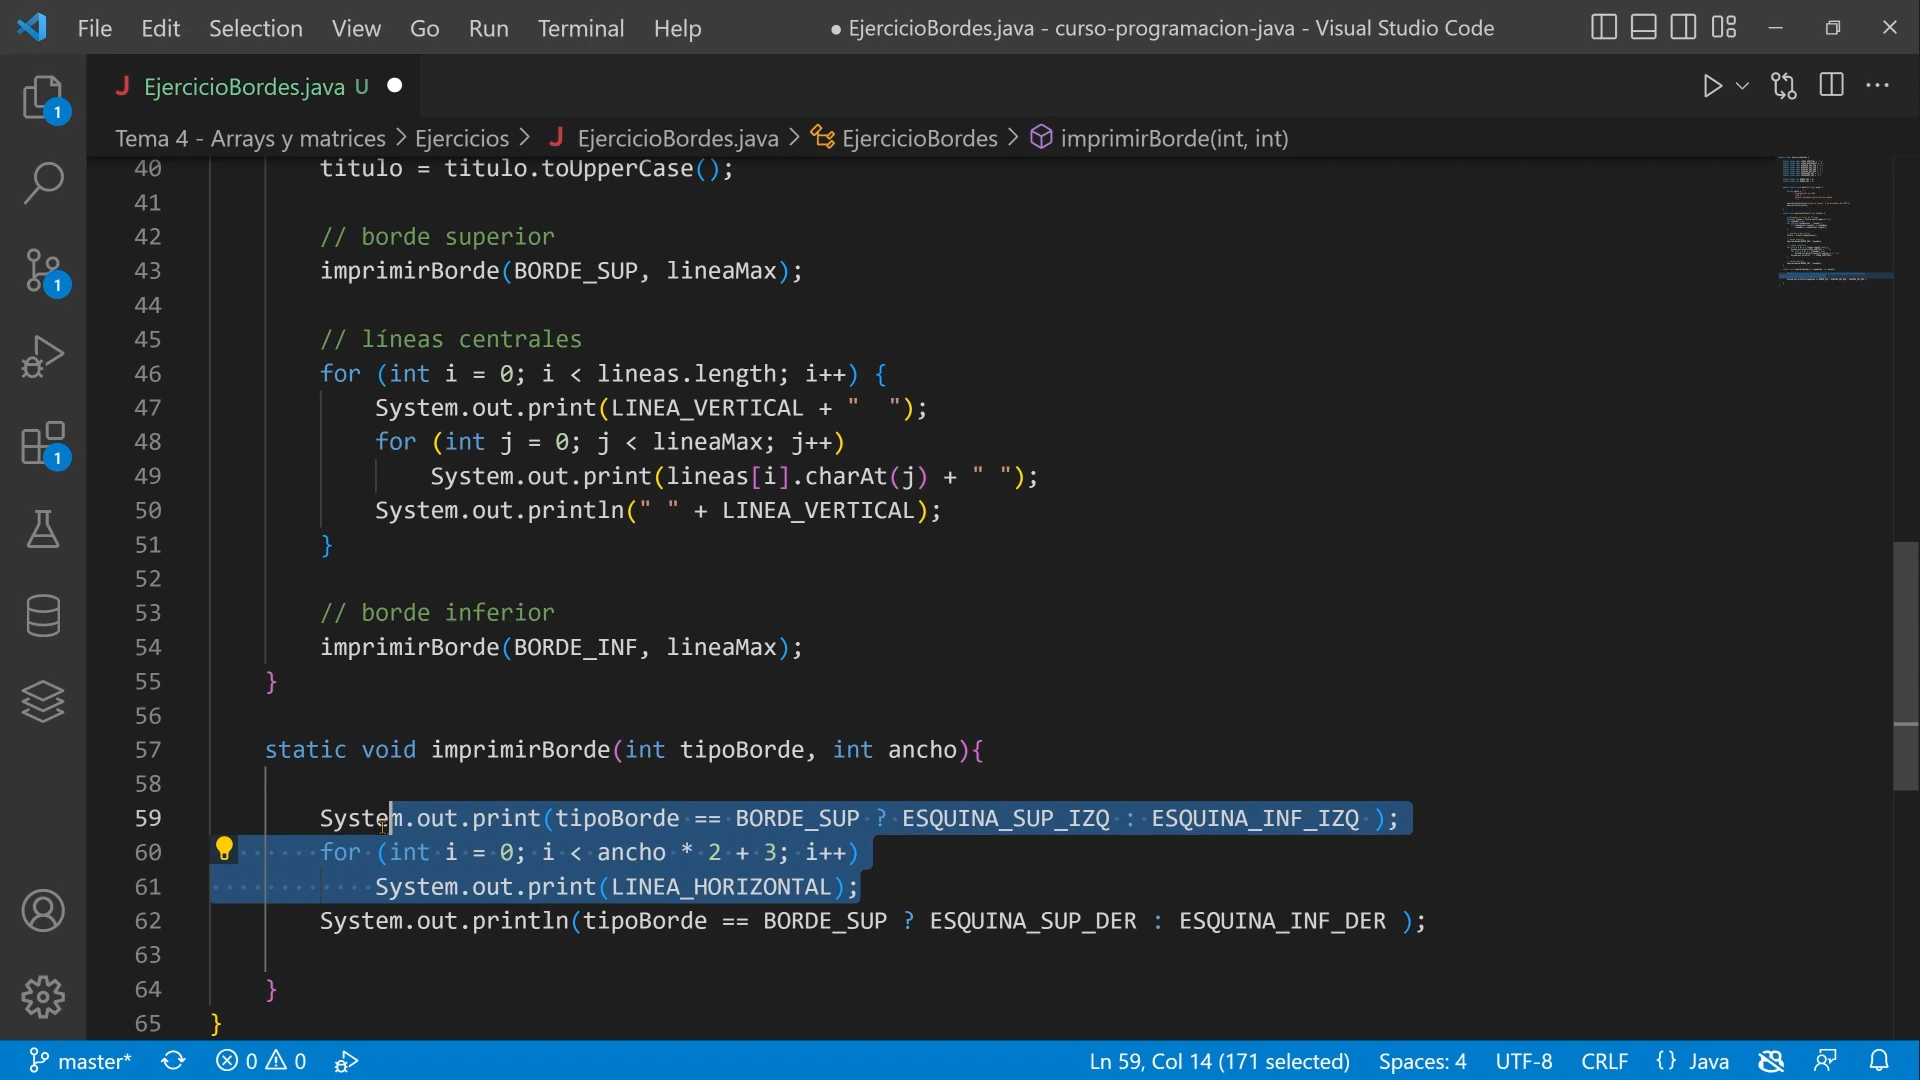 File Edit Selection View Go Run Terminal Help ● EjercicioBordes.java - curso-programacion-java - Visual Studio Code
EjercicioBordes.java U
Tema 4 - Arrays y matrices > Ejercicios > EjercicioBordes.java > EjercicioBordes > imprimirBorde(int, int)
40 titulo = titulo.toUpperCase();
41
42 // borde superior
43 imprimirBorde(BORDE_SUP, lineaMax);
44
45 // líneas centrales
46 for (int i = 0; i < lineas.length; i++) {
47 System.out.print(LINEA_VERTICAL + "  ");
48 for (int j = 0; j < lineaMax; j++)
49 System.out.print(lineas[i].charAt(j) + " ");
50 System.out.println(" " + LINEA_VERTICAL);
51 }
52
53 // borde inferior
54 imprimirBorde(BORDE_INF, lineaMax);
55 }
56
57 static void imprimirBorde(int tipoBorde, int ancho){
58
59 System.out.print(tipoBorde == BORDE_SUP ? ESQUINA_SUP_IZQ : ESQUINA_INF_IZQ );
60 for (int i = 0; i < ancho * 2 + 3; i++)
61 System.out.print(LINEA_HORIZONTAL);
62 System.out.println(tipoBorde == BORDE_SUP ? ESQUINA_SUP_DER : ESQUINA_INF_DER );
63
64 }
65 }
1
1
1
master* 0 0 Ln 59, Col 14 (171 selected) Spaces: 4 UTF-8 CRLF {} Java